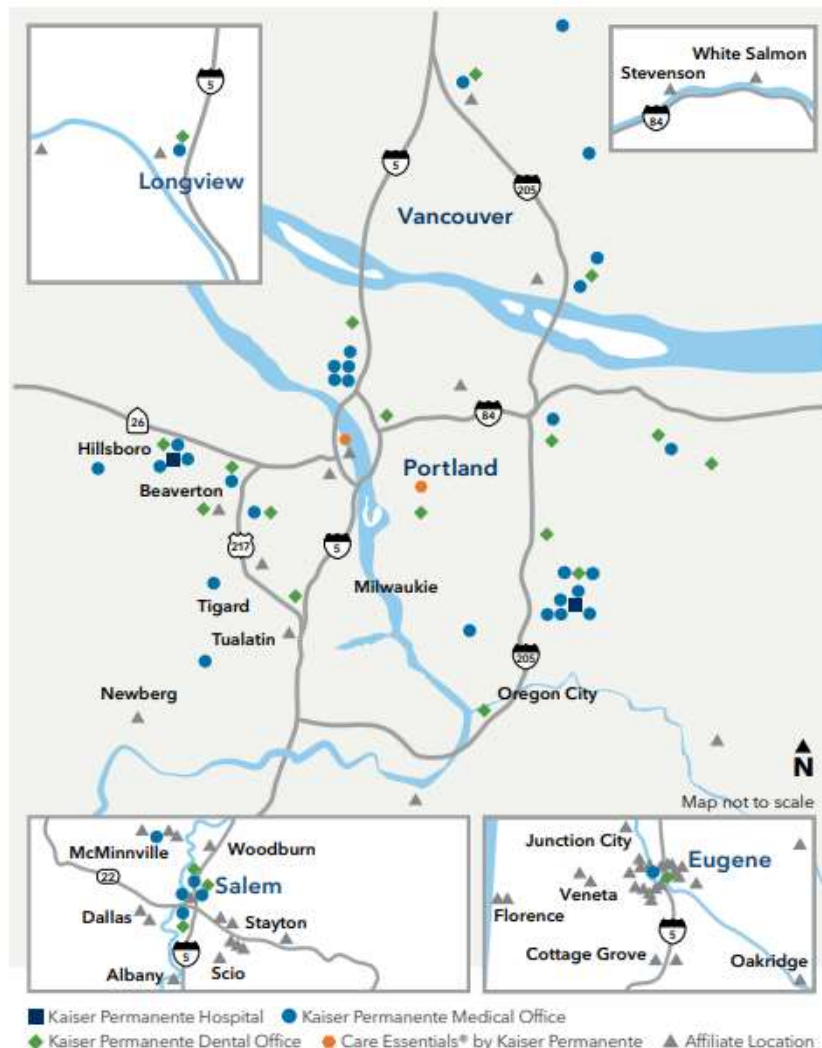 5
Longview
White Salmon
Stevenson
84
5
205
Vancouver
26
84
Hillsboro
Portland
Beaverton
217
5
Milwaukie
Tigard
Tualatin
205
Newberg
Oregon City
N
Map not to scale
McMinnville
Woodburn
22
Salem
Dallas
Stayton
5
Scio
Albany
Junction City
Eugene
Veneta
Florence
5
Cottage Grove
Oakridge
Kaiser Permanente Hospital
Kaiser Permanente Medical Office
Kaiser Permanente Dental Office
Care Essentials® by Kaiser Permanente
Affiliate Location